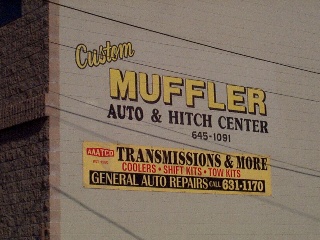 Custom
MUFFLER
AUTO & HITCH CENTER
645-1091
AAATCO
TRANSMISSIONS & MORE
COOLERS • SHIFT KITS • TOW KITS
GENERAL AUTO REPAIRS CALL 631-1170